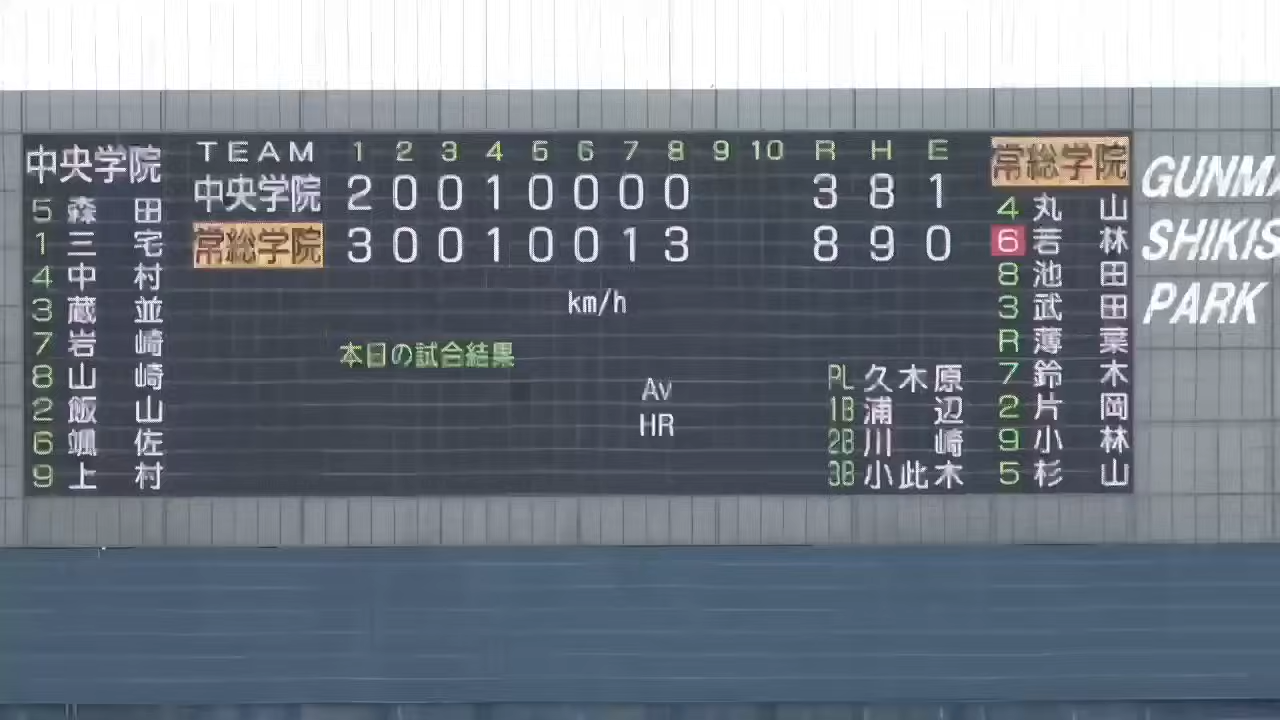 中央学院
5 森田
1 三宅
4 中村
3 蔵並
7 岩崎
8 山崎
2 飯山
6 颯佐
9 上村
TEAM 1 2 3 4 5 6 7 8 9 10 R H E
中央学院 2 0 0 1 0 0 0 0 3 8 1
常総学院 3 0 0 1 0 0 1 3 8 9 0
km/h
本日の試合結果
Av
HR
PL 久木原
1B 浦辺
2B 川崎
3B 小此木
常総学院
4 丸山
6 若林
8 池田
3 武田
R 薄葉
7 鈴木
2 片岡
9 小林
5 杉山
GUNMA
SHIKIS
PARK